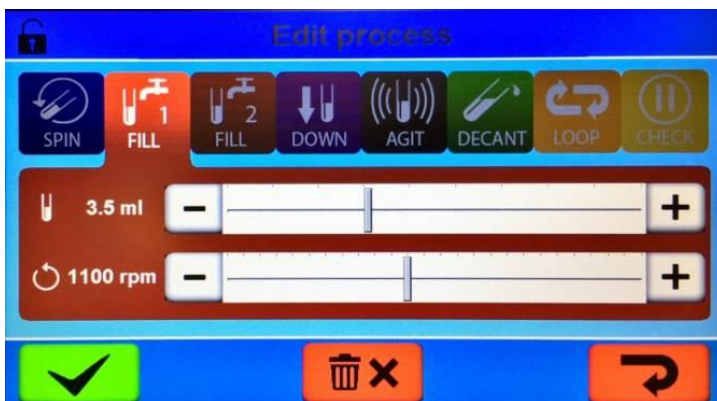 Edit process
SPIN
1
FILL
2
FILL
DOWN
AGIT
DECANT
LOOP
CHECK
3.5 ml
1100 rpm